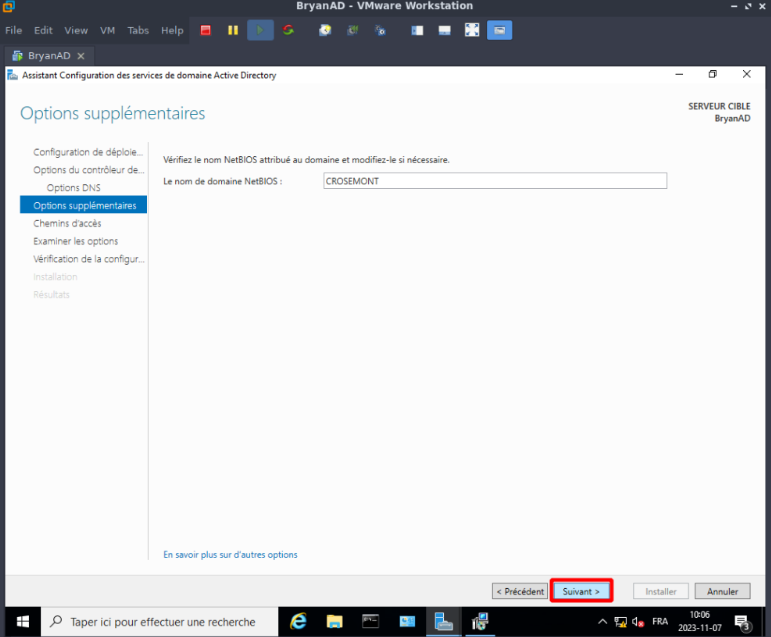 BryanAD - VMware Workstation
File Edit View VM Tabs Help
BryanAD
Assistant Configuration des services de domaine Active Directory
Options supplémentaires
SERVEUR CIBLE
BryanAD
Configuration de déploie...
Options du contrôleur de...
Options DNS
Options supplémentaires
Chemins d'accès
Examiner les options
Vérification de la configur...
Installation
Résultats
Vérifiez le nom NetBIOS attribué au domaine et modifiez-le si nécessaire.
Le nom de domaine NetBIOS : CROSEMONT
En savoir plus sur d'autres options
< Précédent Suivant > Installer Annuler
Taper ici pour effectuer une recherche
FRA
10:06
2023-11-07
3